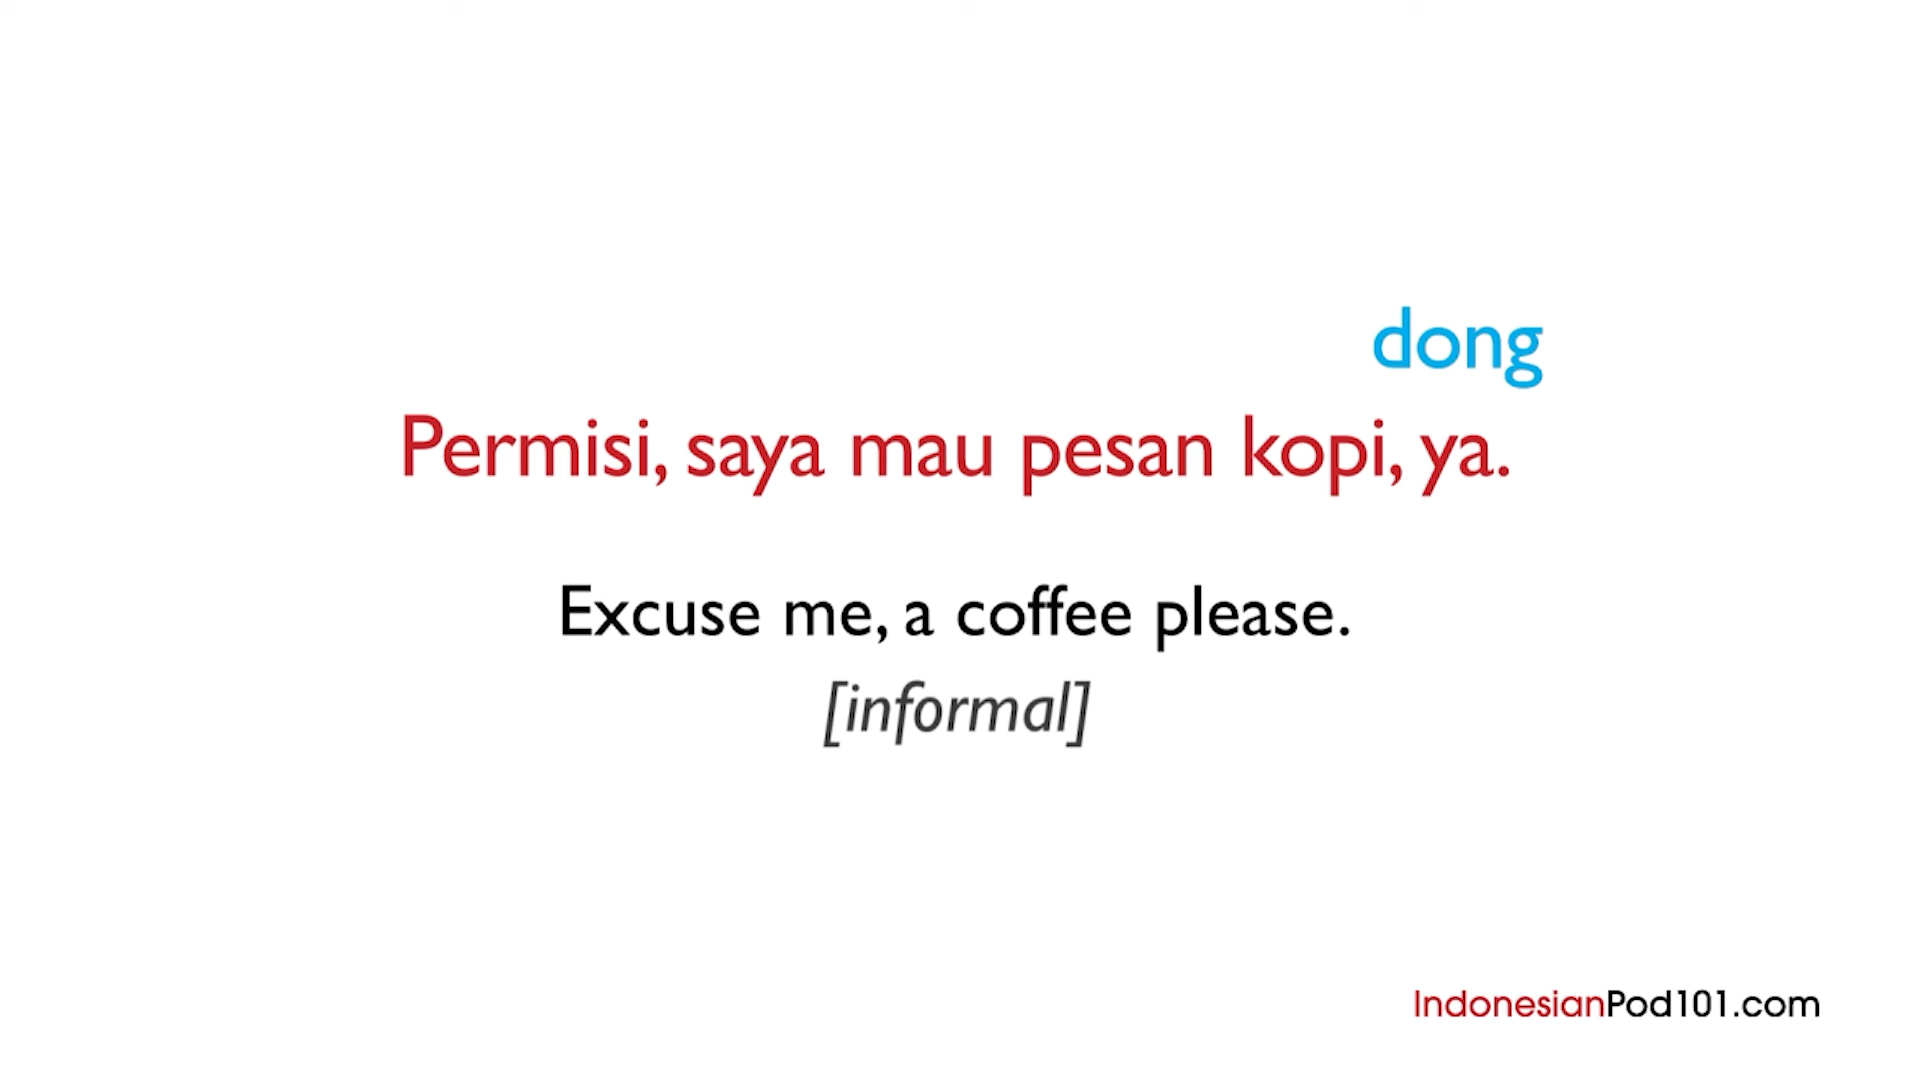 dong
Permisi, saya mau pesan kopi, ya.
Excuse me, a coffee please.
[informal]
IndonesianPod101.com